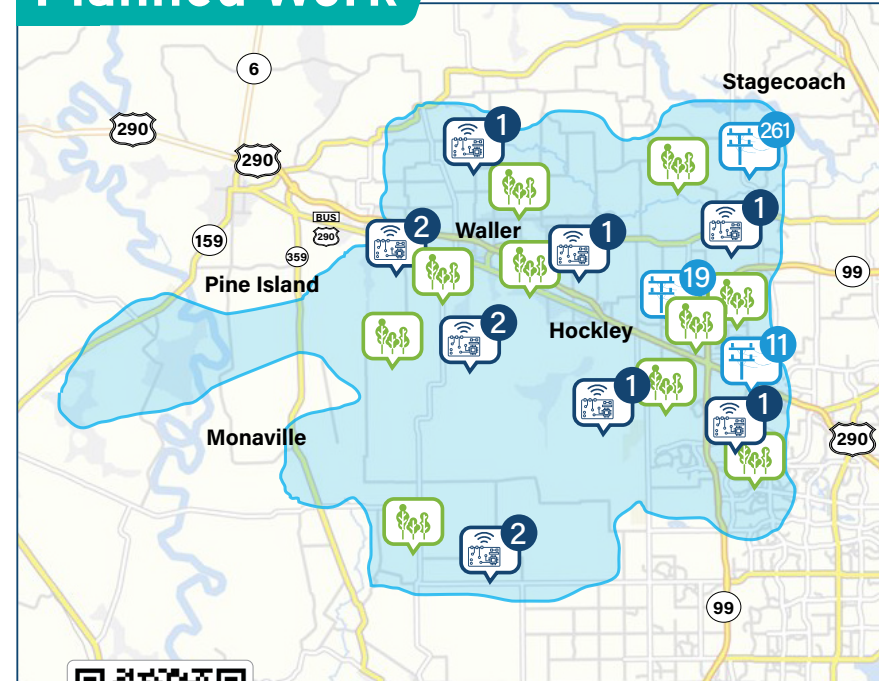 Planned Work
6
Stagecoach
290
1
261
290
BUS
290
2
Waller
1
1
159
359
99
Pine Island
19
2
Hockley
11
1
1
290
Monaville
2
99